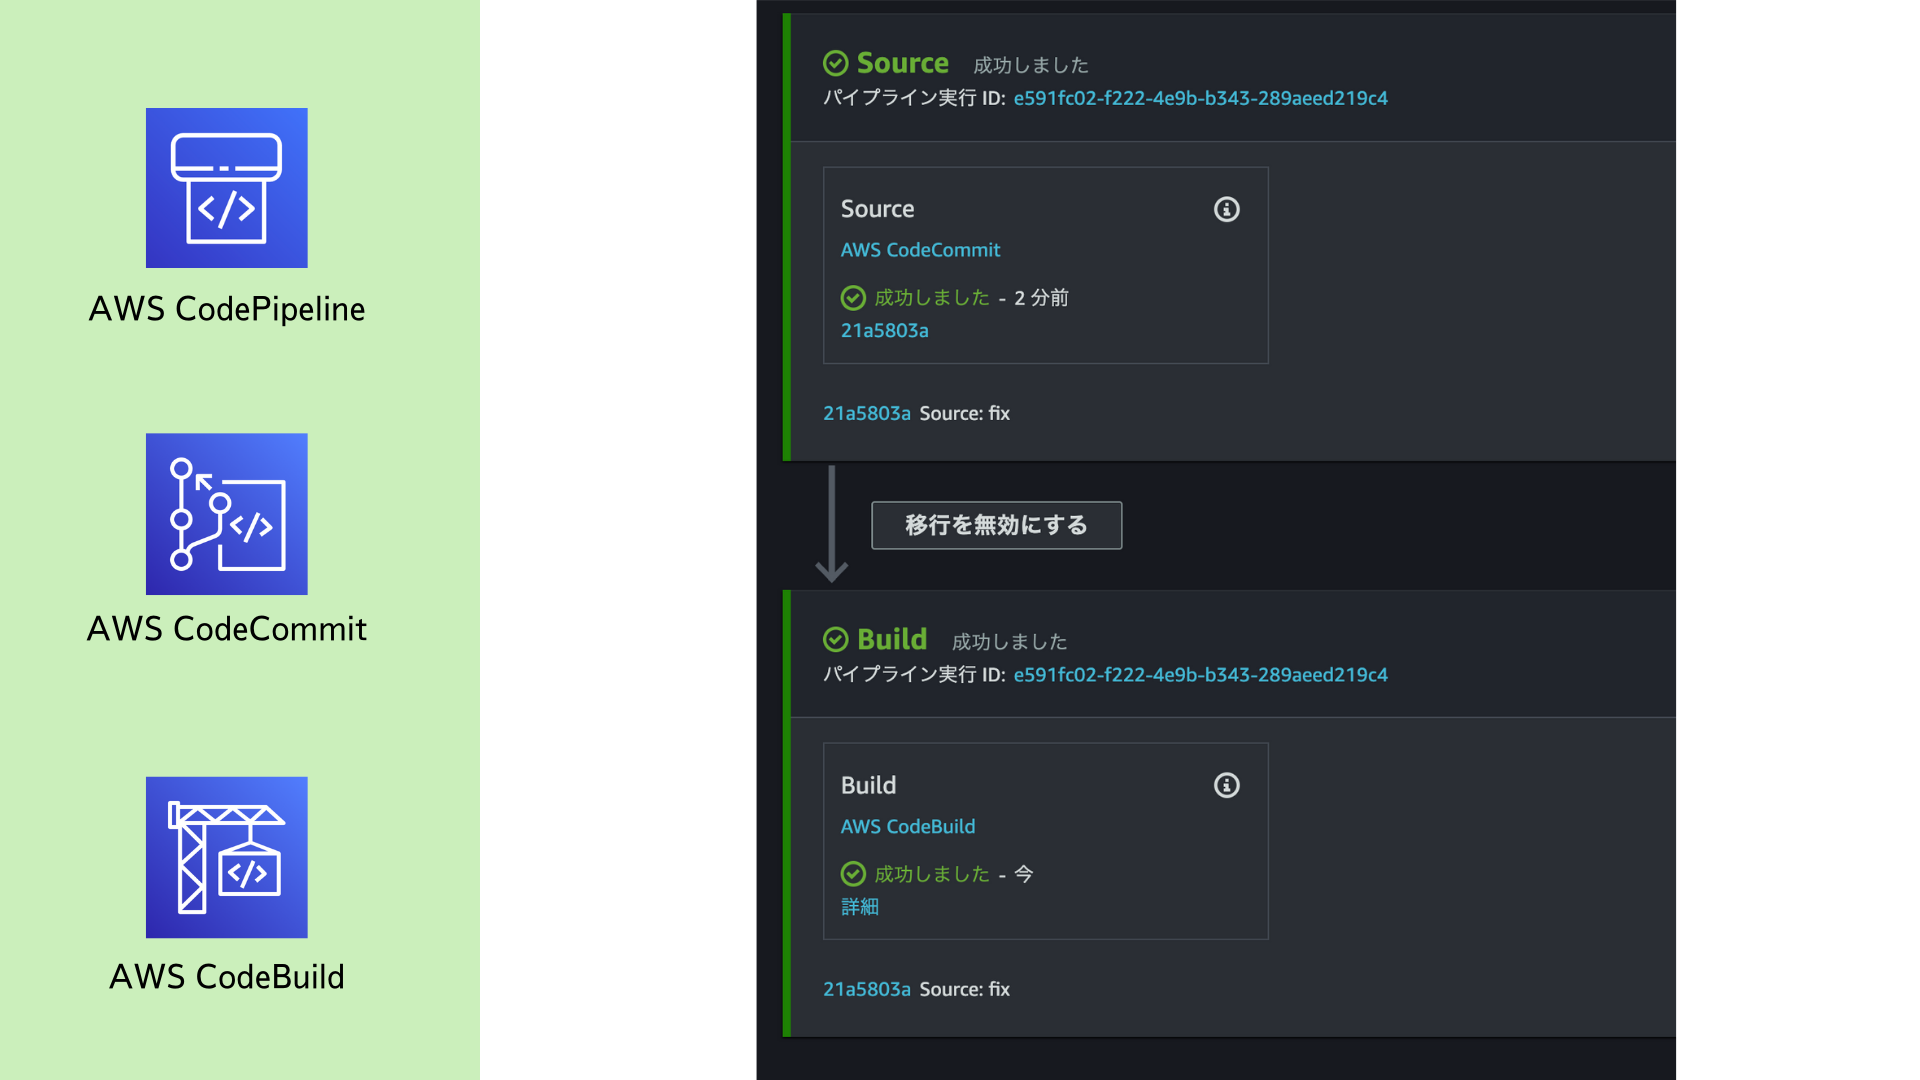 AWS CodePipeline
AWS CodeCommit
AWS CodeBuild
Source 成功しました
パイプライン実行 ID: e591fc02-f222-4e9b-b343-289aeed219c4
Source
AWS CodeCommit
成功しました - 2 分前
21a5803a
21a5803a Source: fix
移行を無効にする
Build 成功しました
パイプライン実行 ID: e591fc02-f222-4e9b-b343-289aeed219c4
Build
AWS CodeBuild
成功しました - 今
詳細
21a5803a Source: fix